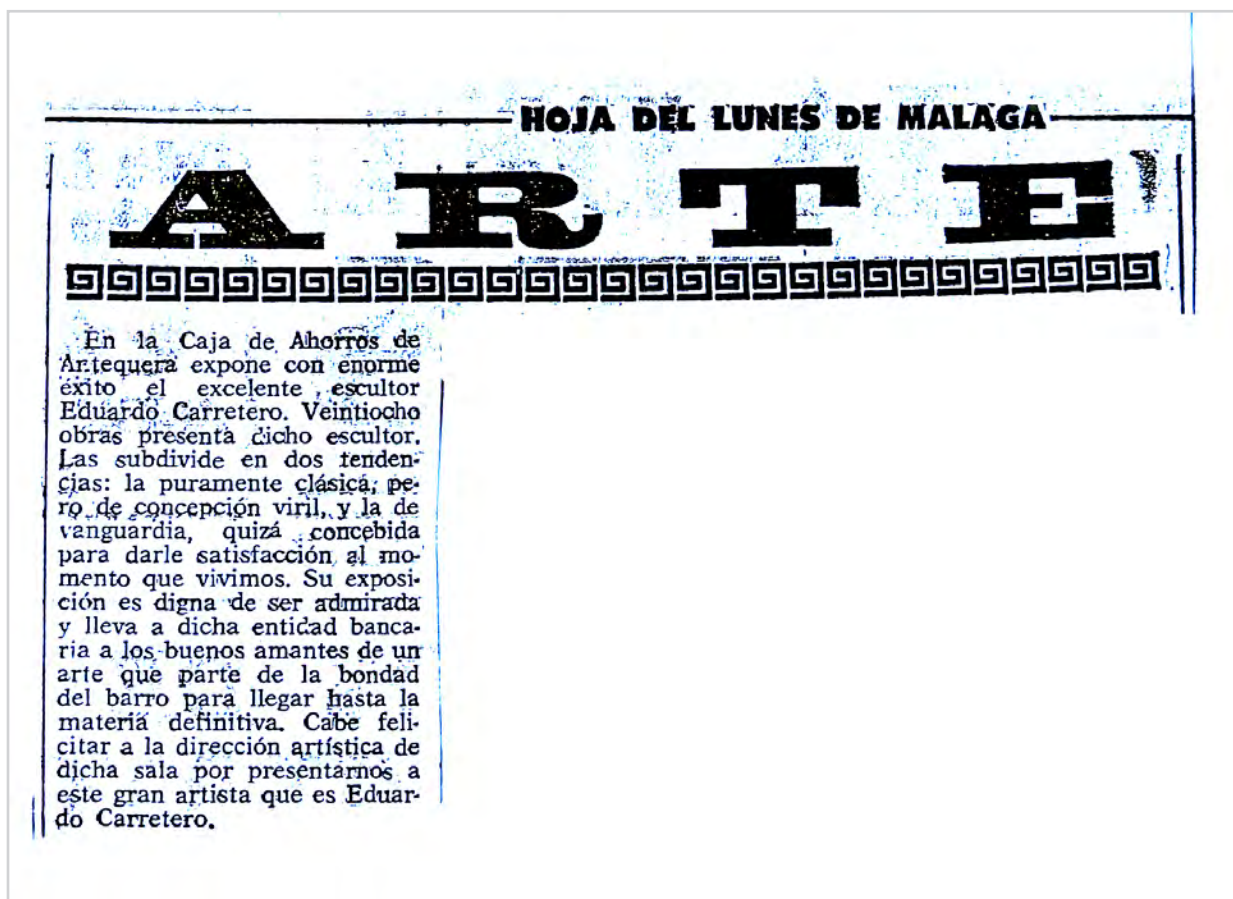 HOJA DEL LUNES DE MALAGA
ARTE
En la Caja de Ahorros de
Antequera expone con enorme
éxito el excelente escultor
Eduardo Carretero. Veintiocho
obras presenta dicho escultor.
Las subdivide en dos tenden-
cias: la puramente clásica, pe-
ro de concepción viril, y la de
vanguardia, quizá concebida
para darle satisfacción al mo-
mento que vivimos. Su exposi-
ción es digna de ser admirada
y lleva a dicha entidad banca-
ria a los buenos amantes de un
arte que parte de la bondad
del barro para llegar hasta la
materia definitiva. Cabe feli-
citar a la dirección artística de
dicha sala por presentarnos a
este gran artista que es Eduar-
do Carretero.